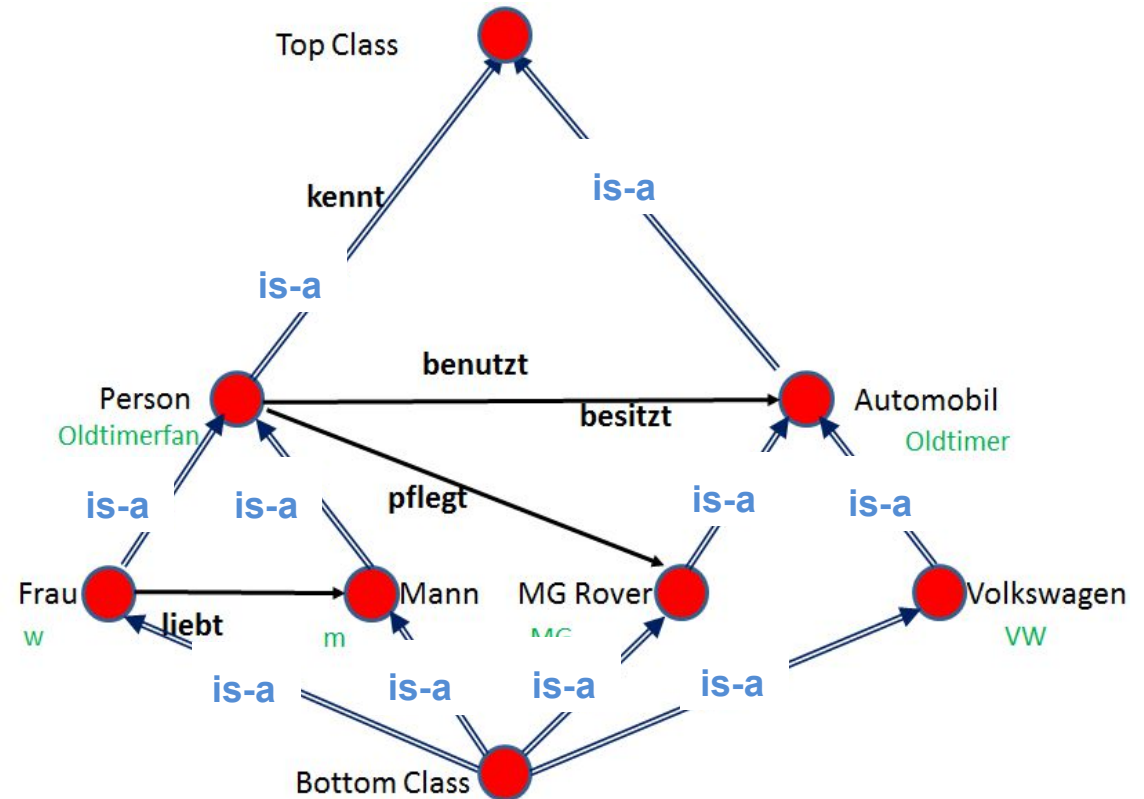 Top Class
kennt
is-a
is-a
benutzt
Person
besitzt
Automobil
Oldtimerfan
Oldtimer
is-a
is-a
pflegt
is-a
is-a
Frau
Mann
MG Rover
Volkswagen
w
liebt
m
VW
is-a
is-a
is-a
is-a
Bottom Class